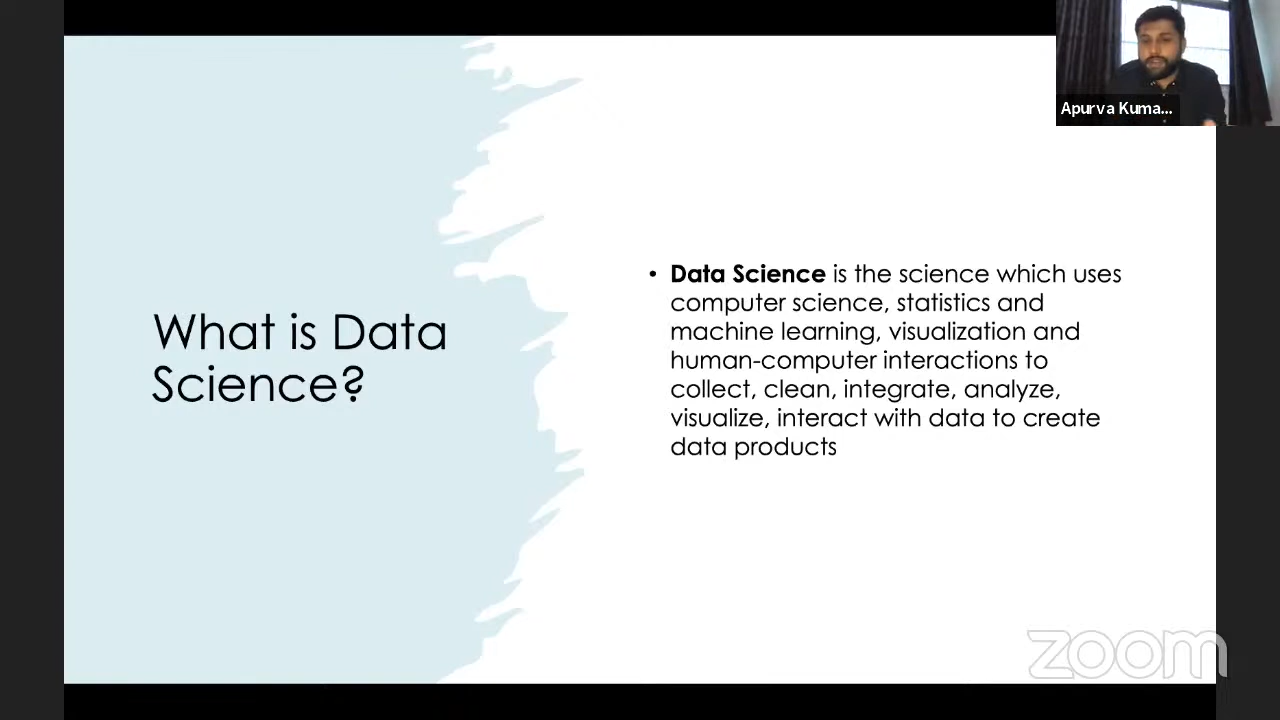 What is Data
Science?
• Data Science is the science which uses
computer science, statistics and
machine learning, visualization and
human-computer interactions to
collect, clean, integrate, analyze,
visualize, interact with data to create
data products
Apurva Kuma...
zoom